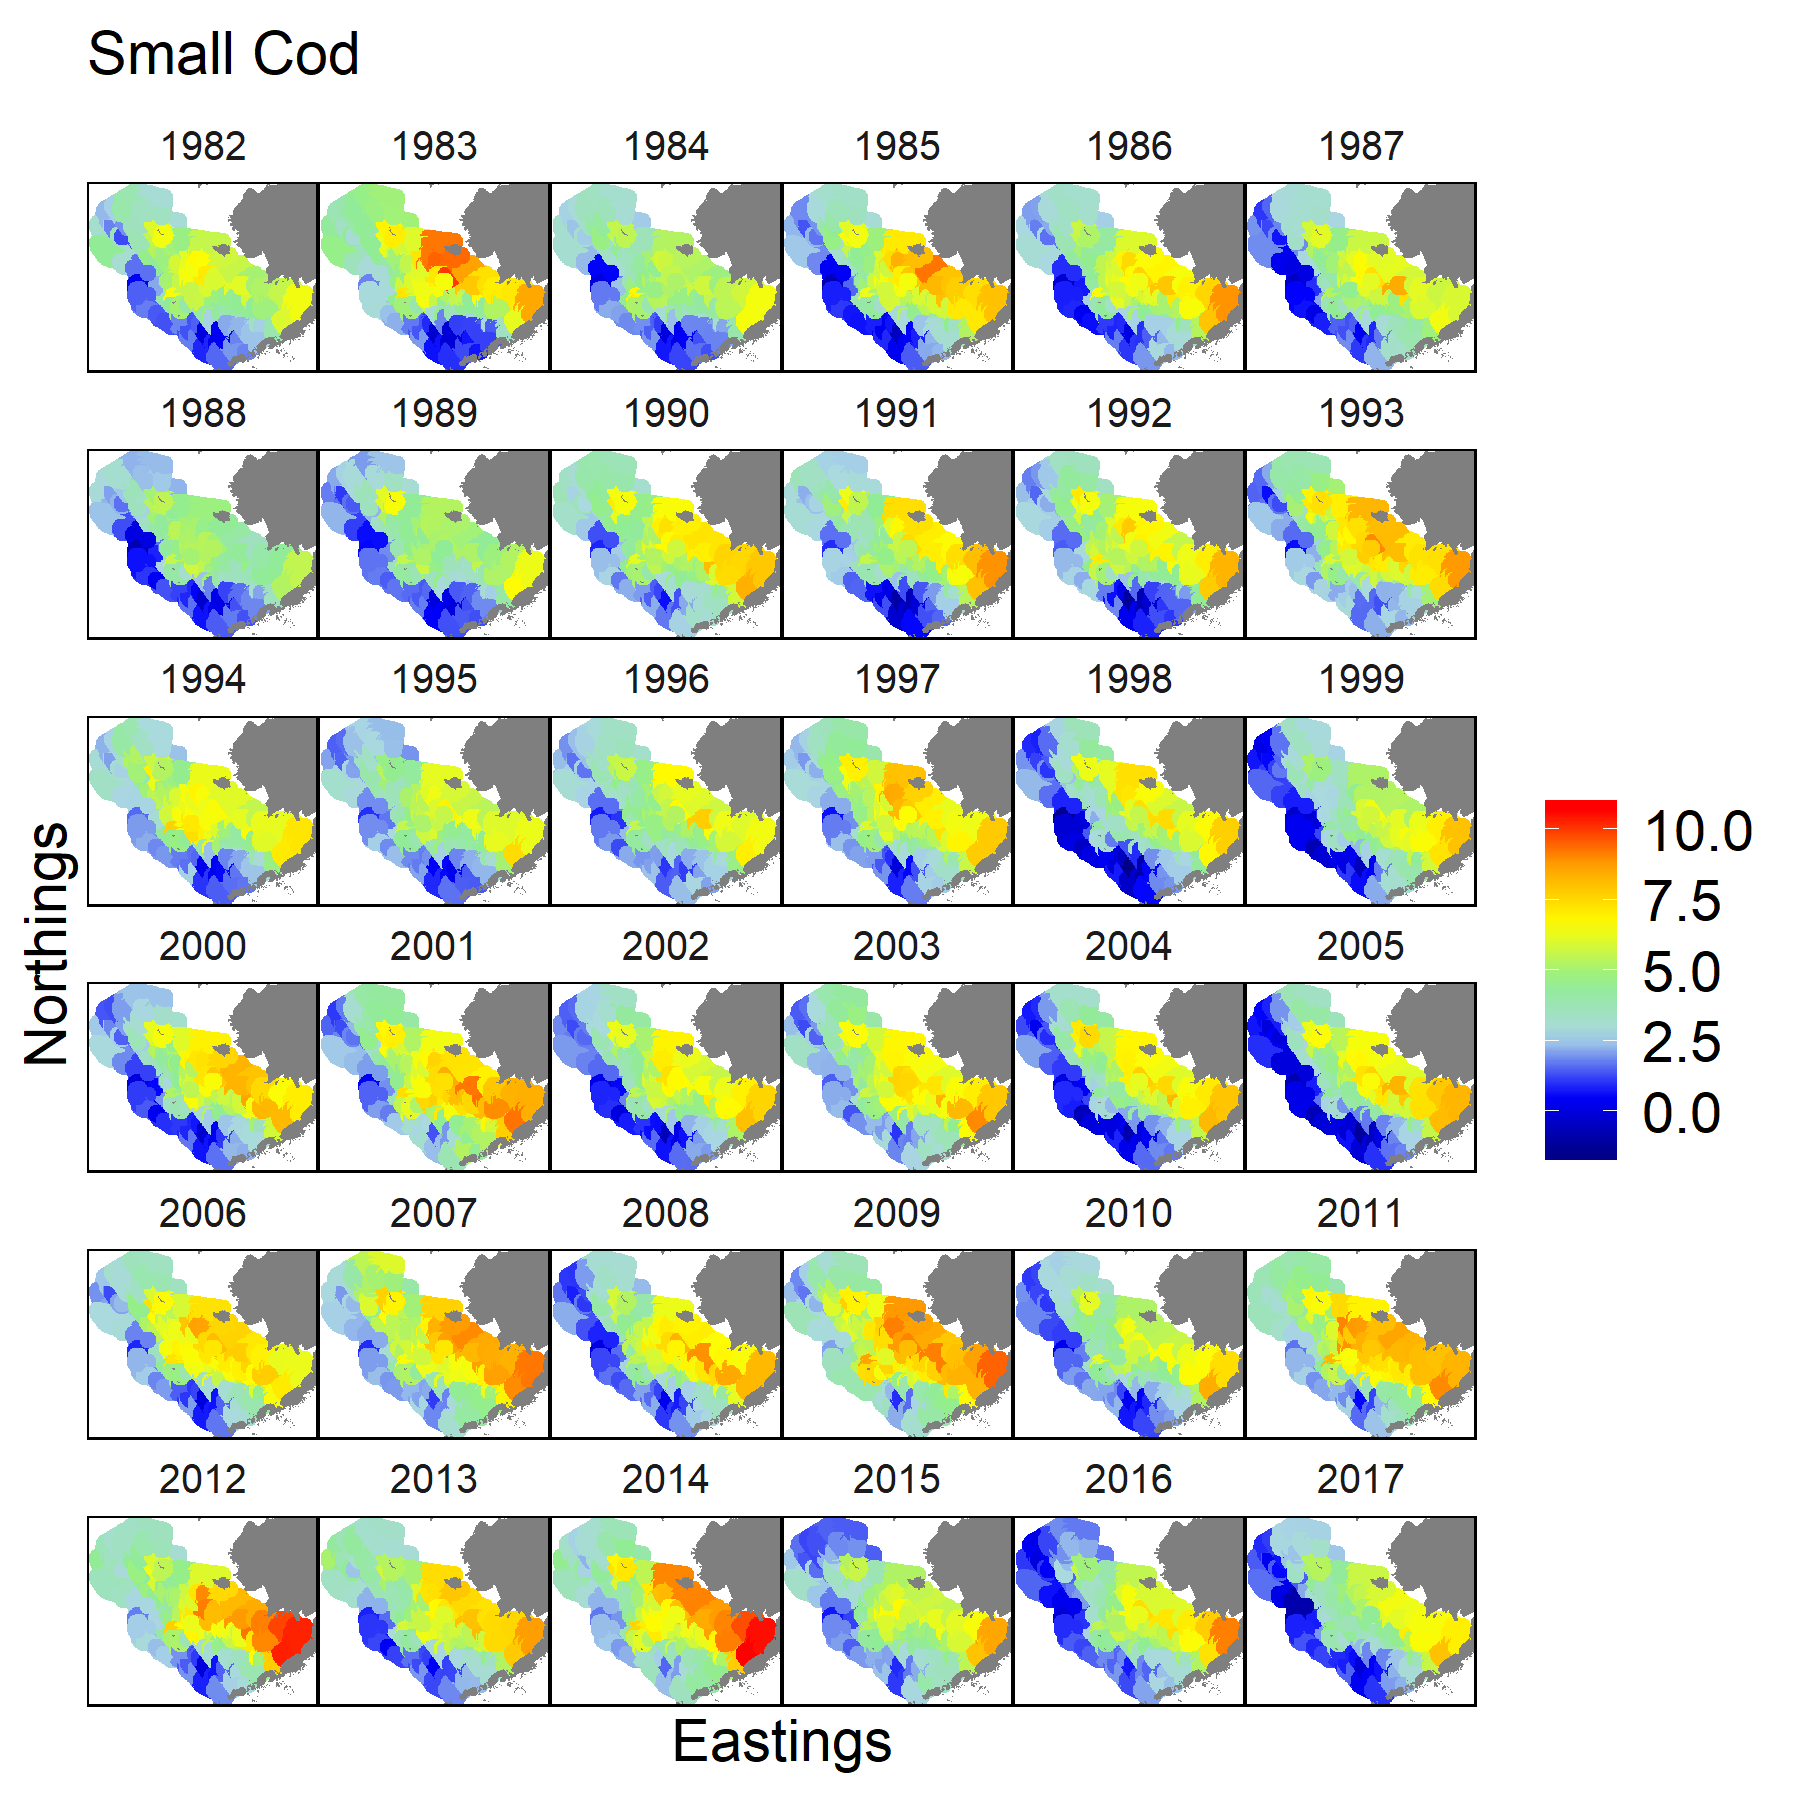 Small Cod
1982 1983 1984 1985 1986 1987
1988 1989 1990 1991 1992 1993
1994 1995 1996 1997 1998 1999
2000 2001 2002 2003 2004 2005
2006 2007 2008 2009 2010 2011
2012 2013 2014 2015 2016 2017
Northings
Eastings
10.0
7.5
5.0
2.5
0.0